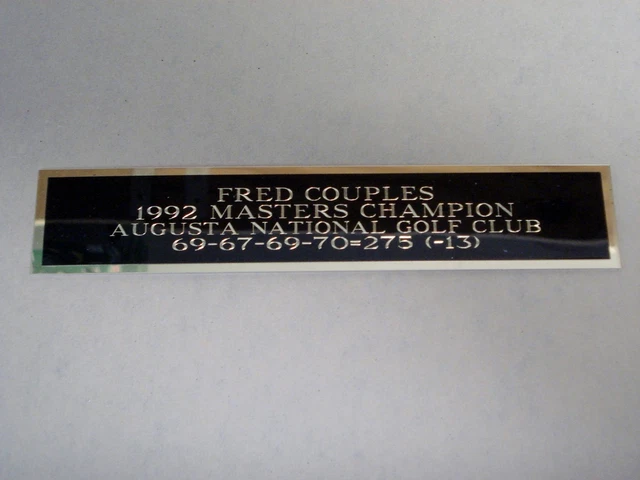 FRED COUPLES
1992 MASTERS CHAMPION
AUGUSTA NATIONAL GOLF CLUB
69-67-69-70=275 (-13)